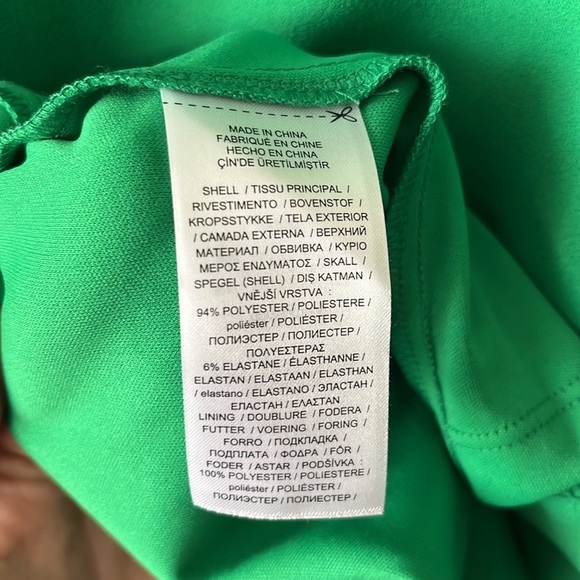 MADE IN CHINA
FABRIQUÉ EN CHINE
HECHO EN CHINA
ÇİN'DE ÜRETİLMİŞTİR
SHELL / TISSU PRINCIPAL /
RIVESTIMENTO / BOVENSTOF /
KROPSSTYKKE / TELA EXTERIOR
/ CAMADA EXTERNA / ВЕРХНИЙ
МАТЕРИАЛ / ОБВИВКА / ΚΥΡΙΟ
ΜΕΡΟΣ ΕΝΔΥΜΑΤΟΣ / SKALL /
SPEGEL (SHELL) / DIŞ KATMAN /
VNĚJŠÍ VRSTVA :
94% POLYESTER / POLIESTERE /
poliéster / POLIÉSTER /
ПОЛИЭСТЕР / ПОЛИЕСТЕР /
ΠΟΛΥΕΣΤΕΡΑΣ
6% ELASTANE / ÉLASTHANNE /
ELASTAN / ELASTAAN / ELASTHAN
/ elastano / ELASTANO / ЭЛАСТАН /
ЕЛАСТАН / ΕΛΑΣΤΑΝ
LINING / DOUBLURE / FODERA /
FUTTER / VOERING / FORING /
FORRO / ПОДКЛАДКА /
ПОДПЛАТА / ΦΟΔΡΑ / FÔR /
FODER / ASTAR / PODŠÍVKA :
100% POLYESTER / POLIESTERE /
poliéster / POLIÉSTER /
ПОЛИЭСТЕР / ПОЛИЕСТЕР /